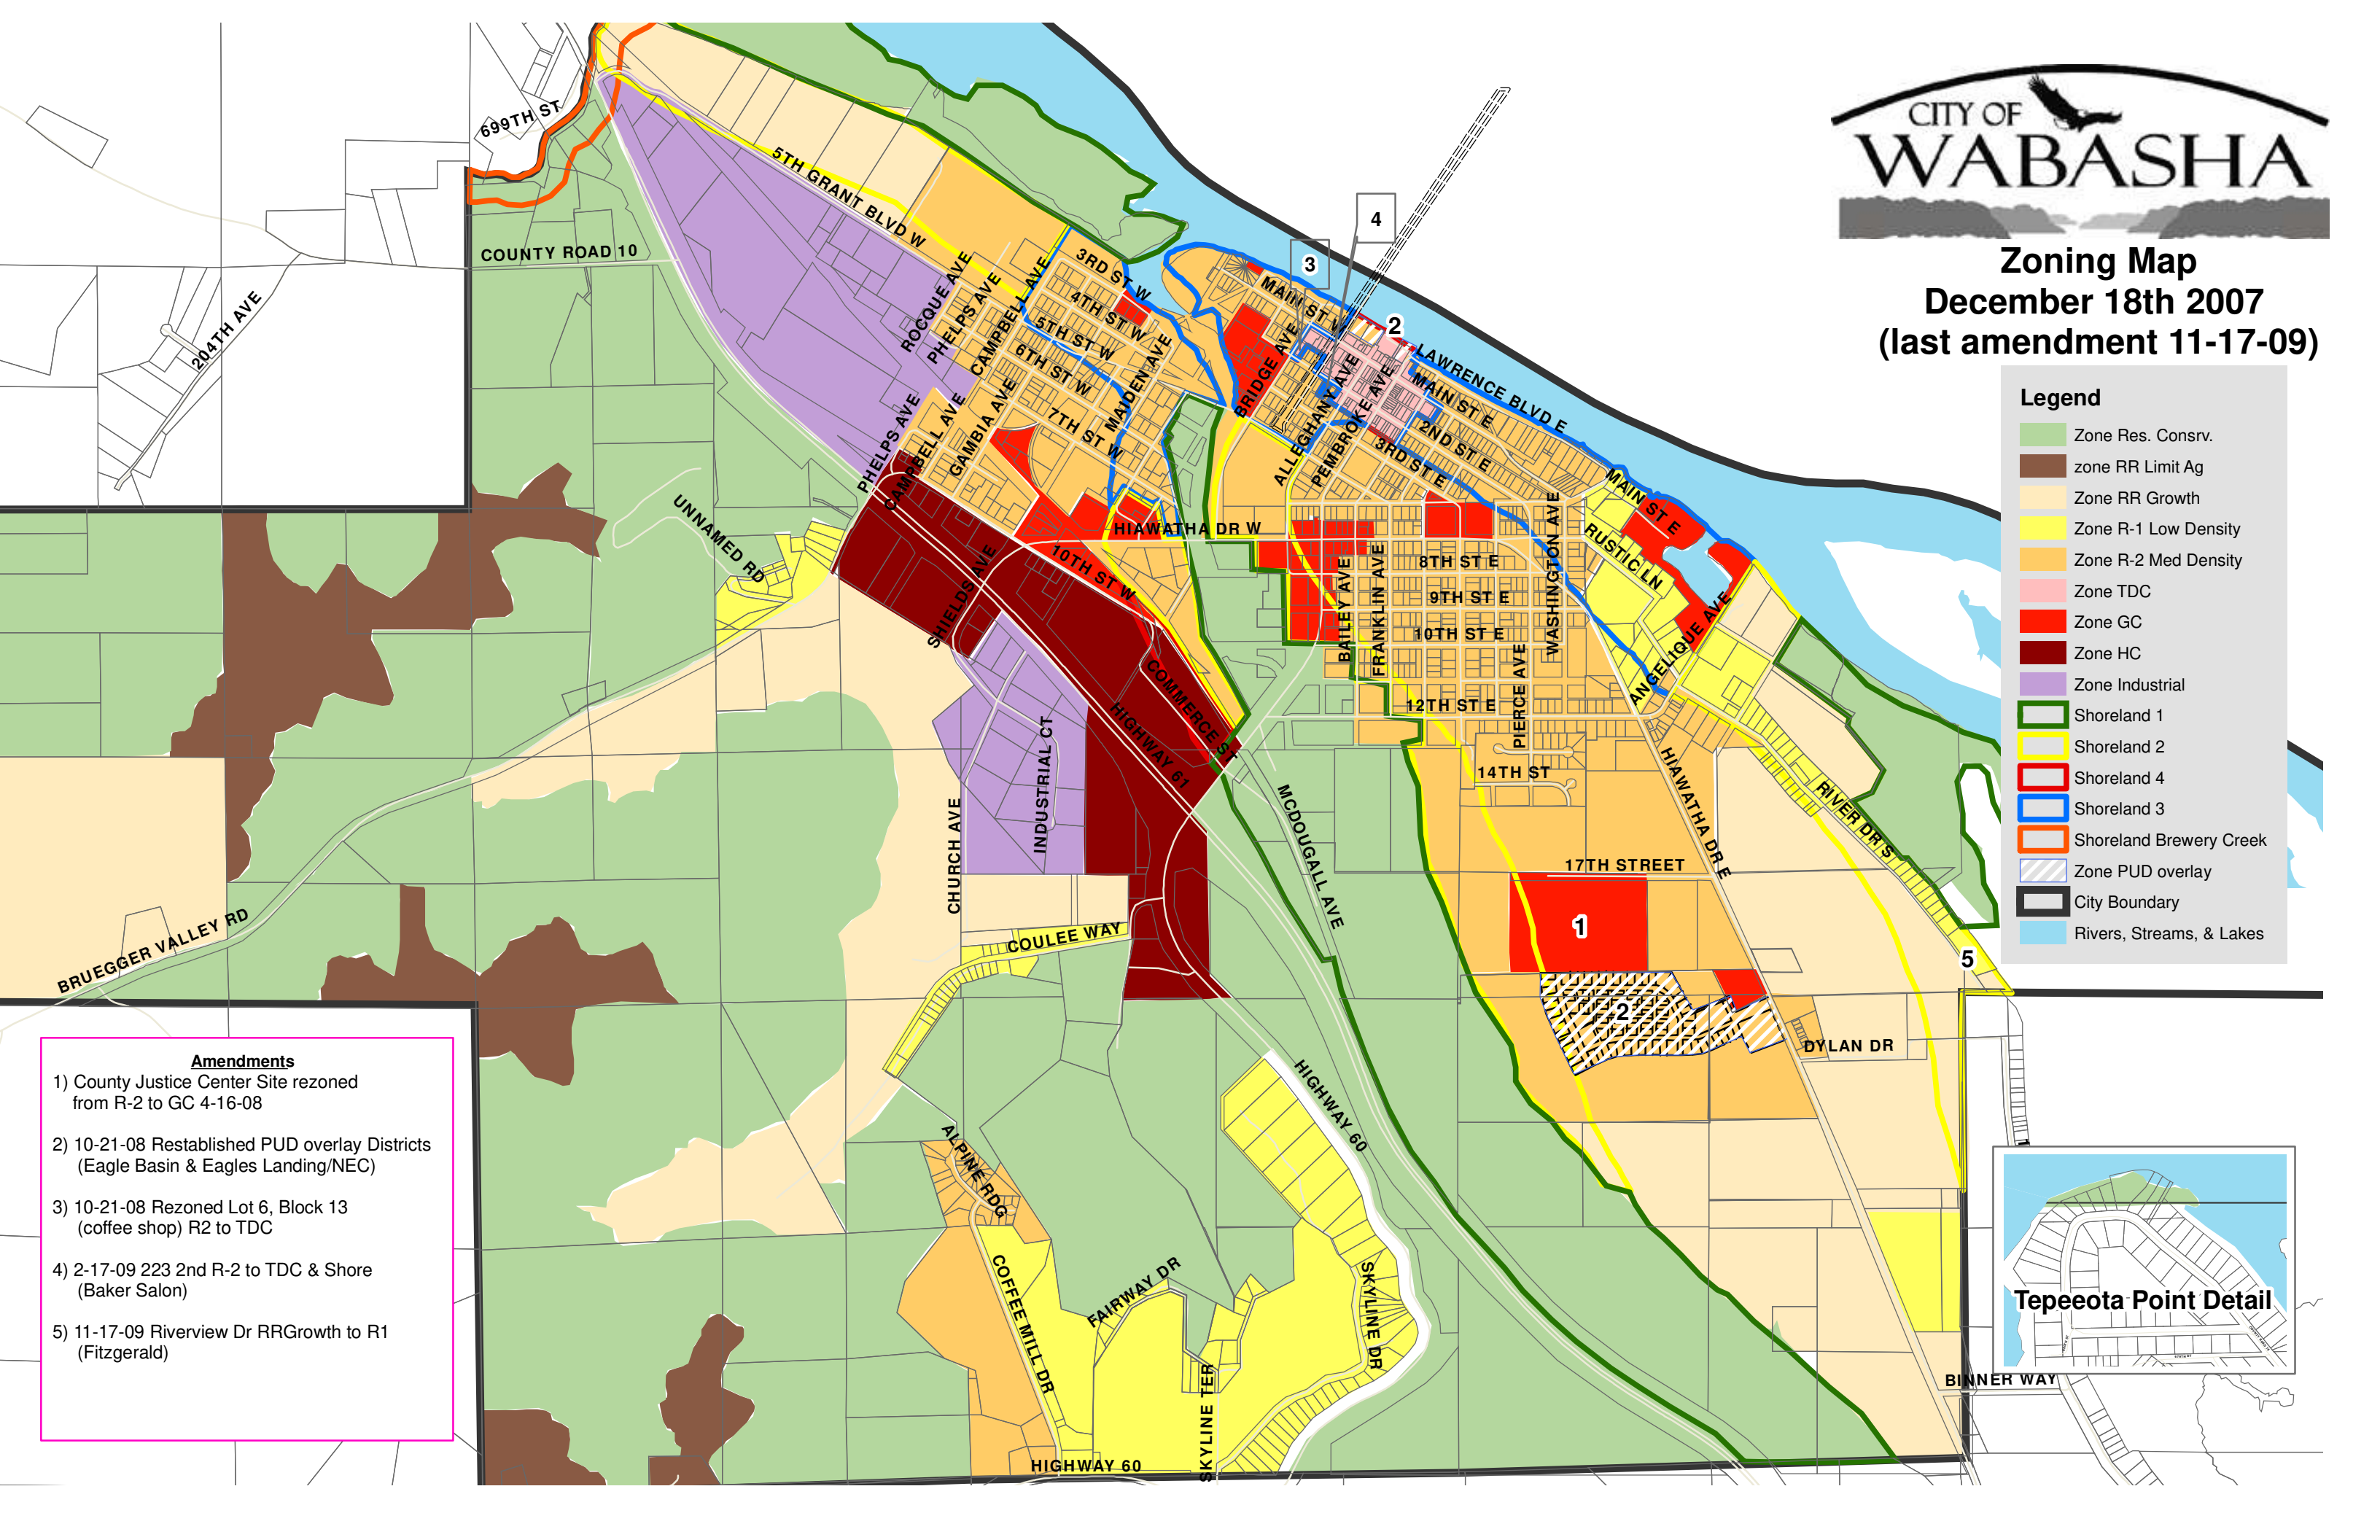 CITY OF
WABASHA
Zoning Map
December 18th 2007
(last amendment 11-17-09)
Legend
Zone Res. Consrv.
zone RR Limit Ag
Zone RR Growth
Zone R-1 Low Density
Zone R-2 Med Density
Zone TDC
Zone GC
Zone HC
Zone Industrial
Shoreland 1
Shoreland 2
Shoreland 4
Shoreland 3
Shoreland Brewery Creek
Zone PUD overlay
City Boundary
Rivers, Streams, & Lakes
699TH ST
COUNTY ROAD 10
204TH AVE
5TH GRANT BLVD W
ROCQUE AVE
PHELPS AVE
CAMPBELL AVE
3RD ST W
4TH ST W
5TH ST W
6TH ST W
7TH ST W
MAIDEN AVE
GAMBIA AVE
CAMPBELL AVE
PHELPS AVE
4
3
2
MAIN ST W
BRIDGE AVE
ALLEGHANY AVE
PEMBROKE AVE
LAWRENCE BLVD E
MAIN ST E
2ND ST E
3RD ST E
MAIN ST E
RUSTIC LN
ANGELIQUE AVE
WASHINGTON AVE
HIAWATHA DR W
10TH ST W
SHIELDS AVE
UNNAMED RD
8TH ST E
9TH ST E
10TH ST E
12TH ST E
14TH ST
BAILEY AVE
FRANKLIN AVE
PIERCE AVE
COMMERCE ST
HIGHWAY 61
INDUSTRIAL CT
CHURCH AVE
MCDOUGALL AVE
HIAWATHA DR E
RIVER DR S
17TH STREET
1
2
5
COULEE WAY
BRUEGGER VALLEY RD
DYLAN DR
HIGHWAY 60
ALPINE RDG
COFFEE MILL DR
FAIRWAY DR
SKYLINE DR
SKYLINE TER
HIGHWAY 60
BINNER WAY
Tepeeota Point Detail
Amendments
1) County Justice Center Site rezoned
from R-2 to GC 4-16-08
2) 10-21-08 Restablished PUD overlay Districts
(Eagle Basin & Eagles Landing/NEC)
3) 10-21-08 Rezoned Lot 6, Block 13
(coffee shop) R2 to TDC
4) 2-17-09 223 2nd R-2 to TDC & Shore
(Baker Salon)
5) 11-17-09 Riverview Dr RRGrowth to R1
(Fitzgerald)